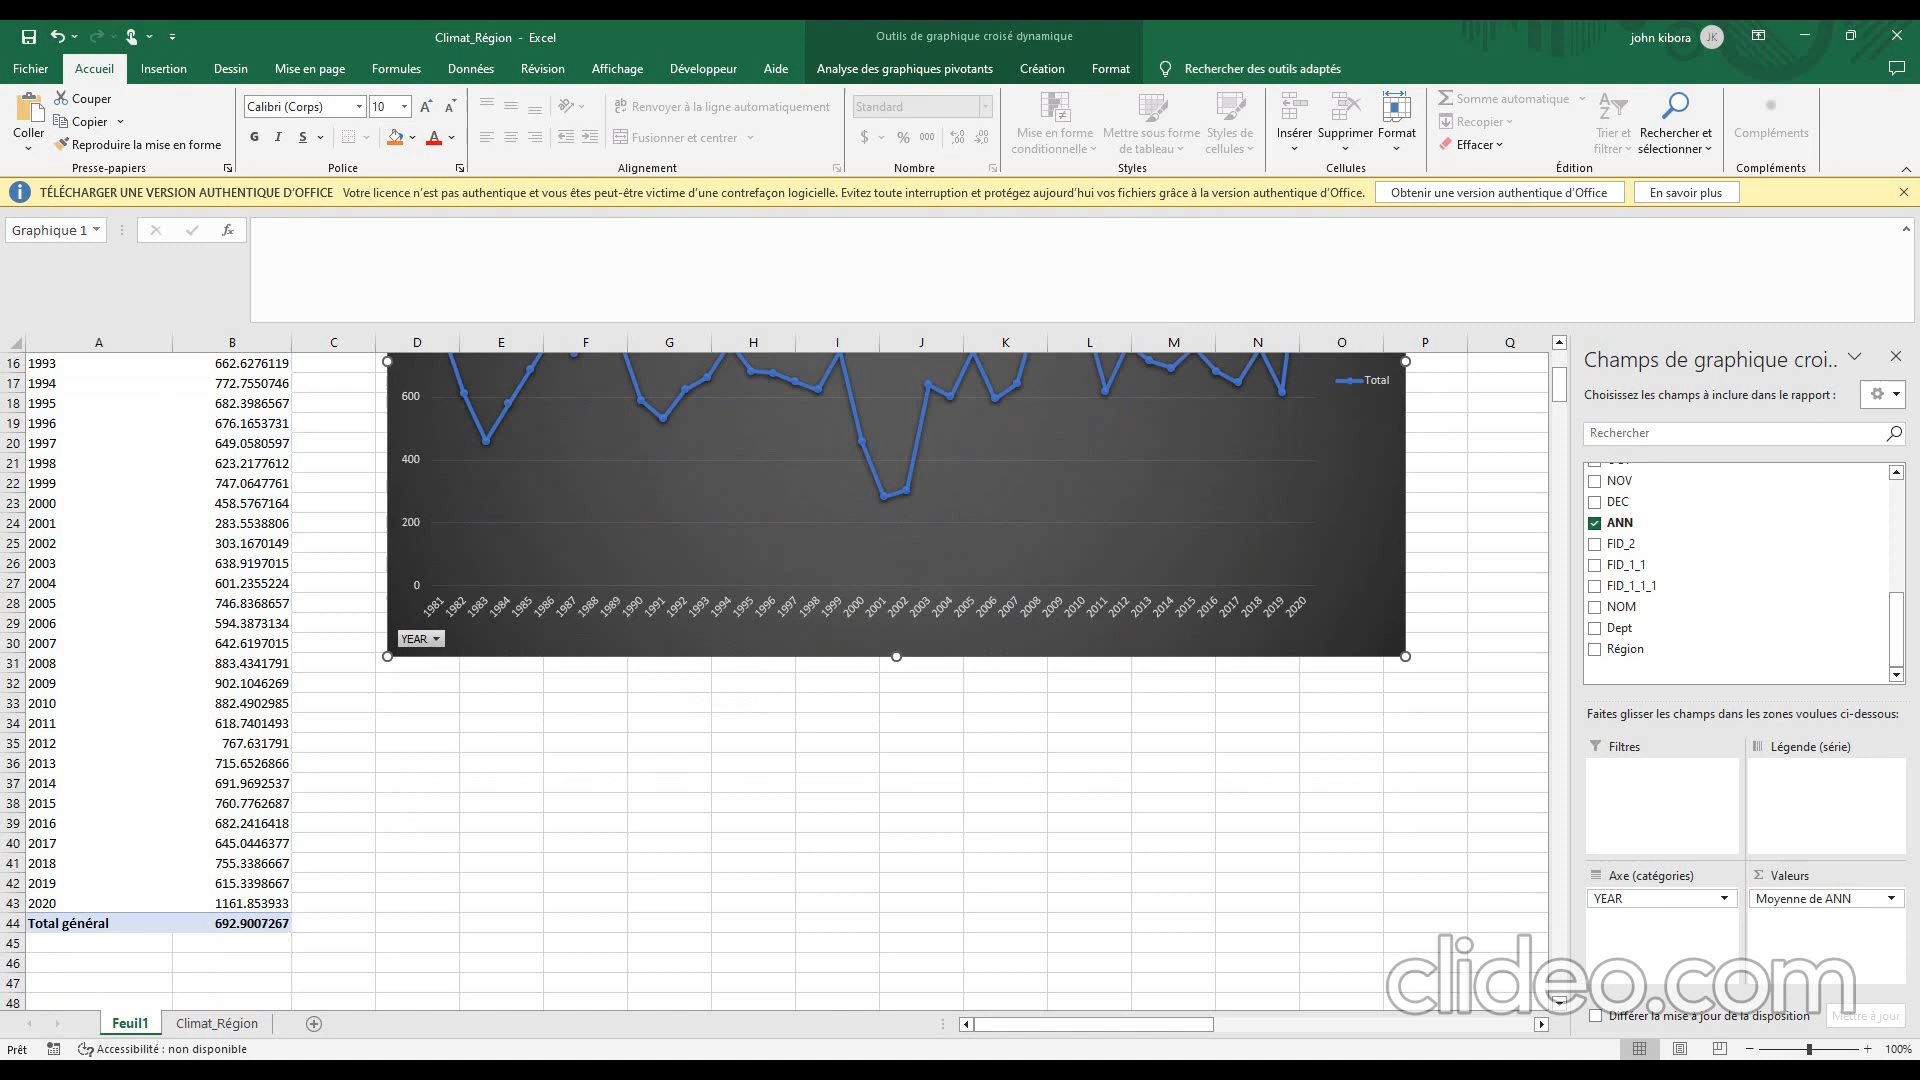 Climat_Région - Excel
Outils de graphique croisé dynamique
john kibora
JK
Fichier Accueil Insertion Dessin Mise en page Formules Données Révision Affichage Développeur Aide Analyse des graphiques pivotants Création Format Rechercher des outils adaptés
Coller
Couper
Copier
Reproduire la mise en forme
Presse-papiers
Calibri (Corps) 10
G I S
Police
Renvoyer à la ligne automatiquement
Fusionner et centrer
Alignement
Standard
$ % 000
Nombre
Mise en forme conditionnelle
Mettre sous forme de tableau
Styles de cellules
Styles
Insérer Supprimer Format
Cellules
Somme automatique
Recopier
Effacer
Trier et filtrer
Rechercher et sélectionner
Édition
Compléments
Compléments
TÉLÉCHARGER UNE VERSION AUTHENTIQUE D'OFFICE Votre licence n'est pas authentique et vous êtes peut-être victime d'une contrefaçon logicielle. Evitez toute interruption et protégez aujourd'hui vos fichiers grâce à la version authentique d'Office. Obtenir une version authentique d'Office En savoir plus
Graphique 1 fx
A B C D E F G H I J K L M N O P Q
16 1993 662.6276119
17 1994 772.7550746
18 1995 682.3986567
19 1996 676.1653731
20 1997 649.0580597
21 1998 623.2177612
22 1999 747.0647761
23 2000 458.5767164
24 2001 283.5538806
25 2002 303.1670149
26 2003 638.9197015
27 2004 601.2355224
28 2005 746.8368657
29 2006 594.3873134
30 2007 642.6197015
31 2008 883.4341791
32 2009 902.1046269
33 2010 882.4902985
34 2011 618.7401493
35 2012 767.631791
36 2013 715.6526866
37 2014 691.9692537
38 2015 760.7762687
39 2016 682.2416418
40 2017 645.0446377
41 2018 755.3386667
42 2019 615.3398667
43 2020 1161.853933
44 Total général 692.9007267
45
46
47
48
Total
600
400
200
0
1981 1982 1983 1984 1985 1986 1987 1988 1989 1990 1991 1992 1993 1994 1995 1996 1997 1998 1999 2000 2001 2002 2003 2004 2005 2006 2007 2008 2009 2010 2011 2012 2013 2014 2015 2016 2017 2018 2019 2020
YEAR
Champs de graphique croi..
Choisissez les champs à inclure dans le rapport :
Rechercher
NOV
DEC
ANN
FID_2
FID_1_1
FID_1_1_1
NOM
Dept
Région
Faites glisser les champs dans les zones voulues ci-dessous:
Filtres
Légende (série)
Axe (catégories)
Valeurs
YEAR
Moyenne de ANN
clideo.com
Différer la mise à jour de la disposition
Mettre à jour
Feuil1 Climat_Région
Prêt Accessibilité : non disponible
100%